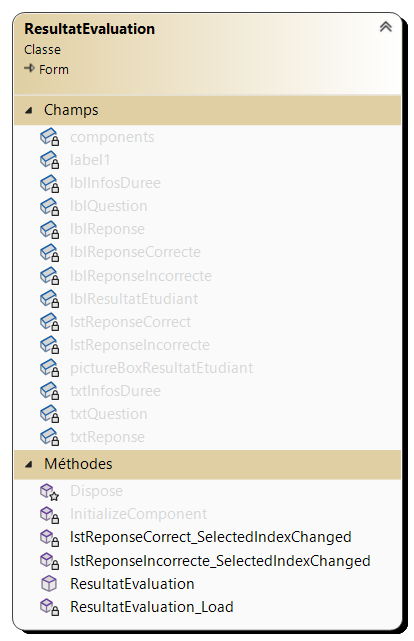 ResultatEvaluation
Classe
Form
Champs
components
label1
lblInfosDuree
lblQuestion
lblReponse
lblReponseCorrecte
lblReponseIncorrecte
lblResultatEtudiant
lstReponseCorrect
lstReponseIncorrecte
pictureBoxResultatEtudiant
txtInfosDuree
txtQuestion
txtReponse
Méthodes
Dispose
InitializeComponent
lstReponseCorrect_SelectedIndexChanged
lstReponseIncorrecte_SelectedIndexChanged
ResultatEvaluation
ResultatEvaluation_Load